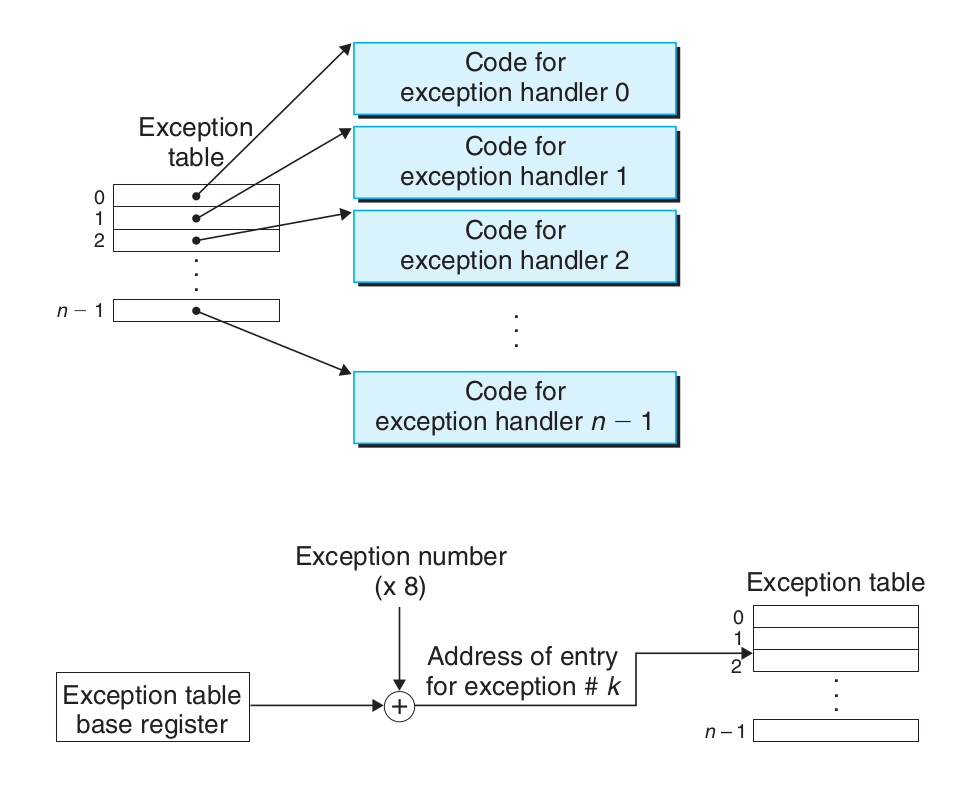 Code for
exception handler 0
Exception
table
Code for
exception handler 1
0
1
2
Code for
exception handler 2
n − 1
Code for
exception handler n − 1
Exception number
(x 8)
Exception table
0
1
2
Address of entry
for exception # k
Exception table
base register
+
n – 1